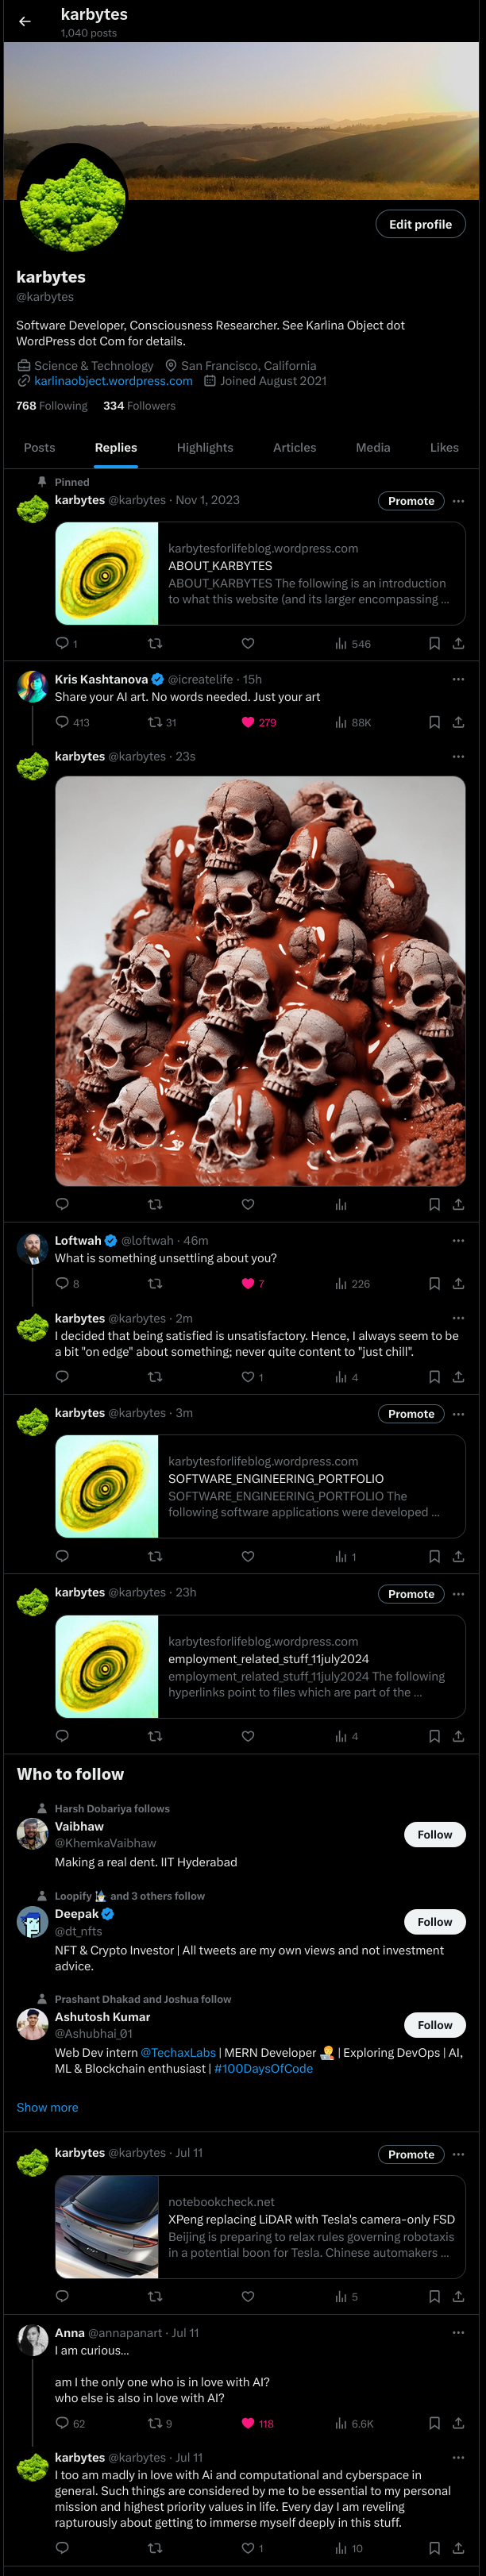 karbytes
1,040 posts
Edit profile
karbytes
@karbytes
Software Developer, Consciousness Researcher. See Karlina Object dot
WordPress dot Com for details.
Science & Technology San Francisco, California
karlinaobject.wordpress.com Joined August 2021
768 Following 334 Followers
Posts Replies Highlights Articles Media Likes
Pinned
karbytes @karbytes · Nov 1, 2023 Promote
karbytesforlifeblog.wordpress.com
ABOUT_KARBYTES
ABOUT_KARBYTES The following is an introduction
to what this website (and its larger encompassing ...
1 546
Kris Kashtanova @icreatelife · 15h
Share your AI art. No words needed. Just your art
413 31 279 88K
karbytes @karbytes · 23s
Loftwah @loftwah · 46m
What is something unsettling about you?
8 7 226
karbytes @karbytes · 2m
I decided that being satisfied is unsatisfactory. Hence, I always seem to be
a bit "on edge" about something; never quite content to "just chill".
1 4
karbytes @karbytes · 3m Promote
karbytesforlifeblog.wordpress.com
SOFTWARE_ENGINEERING_PORTFOLIO
SOFTWARE_ENGINEERING_PORTFOLIO The
following software applications were developed ...
1
karbytes @karbytes · 23h Promote
karbytesforlifeblog.wordpress.com
employment_related_stuff_11july2024
employment_related_stuff_11july2024 The following
hyperlinks point to files which are part of the ...
4
Who to follow
Harsh Dobariya follows
Vaibhaw
@KhemkaVaibhaw
Follow
Making a real dent. IIT Hyderabad
Loopify and 3 others follow
Deepak
@dt_nfts
Follow
NFT & Crypto Investor | All tweets are my own views and not investment
advice.
Prashant Dhakad and Joshua follow
Ashutosh Kumar
@Ashubhai_01
Follow
Web Dev intern @TechaxLabs | MERN Developer | Exploring DevOps | AI,
ML & Blockchain enthusiast | #100DaysOfCode
Show more
karbytes @karbytes · Jul 11 Promote
notebookcheck.net
XPeng replacing LiDAR with Tesla's camera-only FSD
Beijing is preparing to relax rules governing robotaxis
in a potential boon for Tesla. Chinese automakers ...
5
Anna @annapanart · Jul 11
I am curious...
am I the only one who is in love with AI?
who else is also in love with AI?
62 9 118 6.6K
karbytes @karbytes · Jul 11
I too am madly in love with Ai and computational and cyberspace in
general. Such things are considered by me to be essential to my personal
mission and highest priority values in life. Every day I am reveling
rapturously about getting to immerse myself deeply in this stuff.
1 10